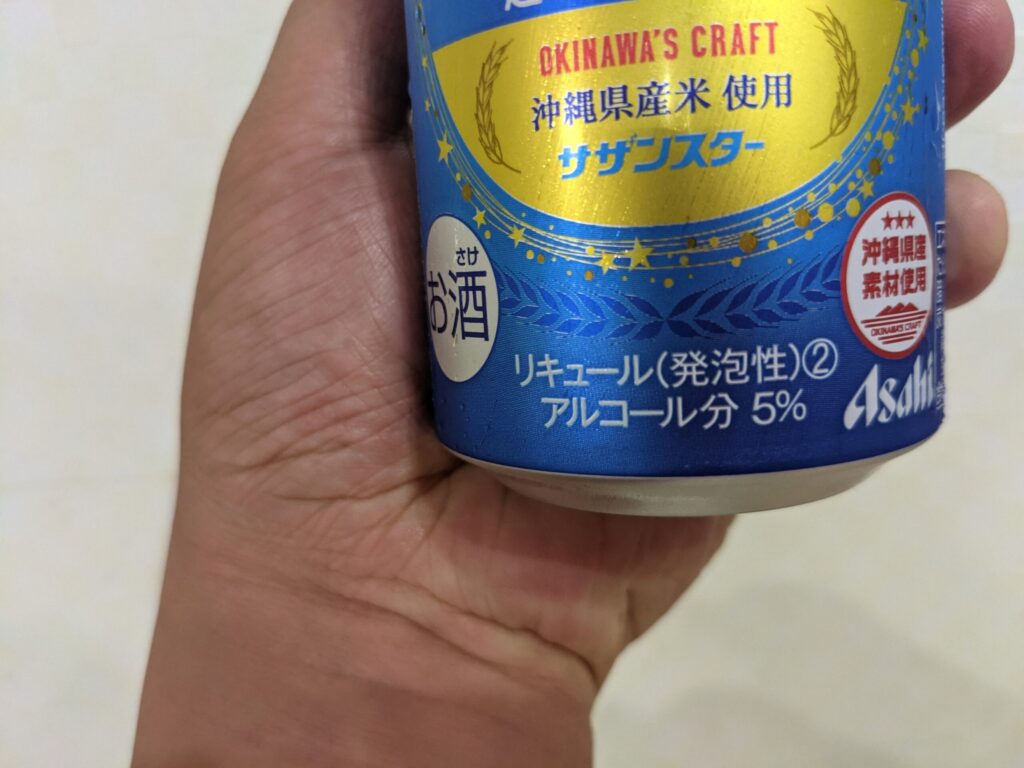 OKINAWA'S CRAFT
沖縄県産米 使用
サザンスター
さけ
お酒
沖縄県産
素材使用
OKINAWA'S CRAFT
リキュール(発泡性)②
アルコール分 5%
Asahi